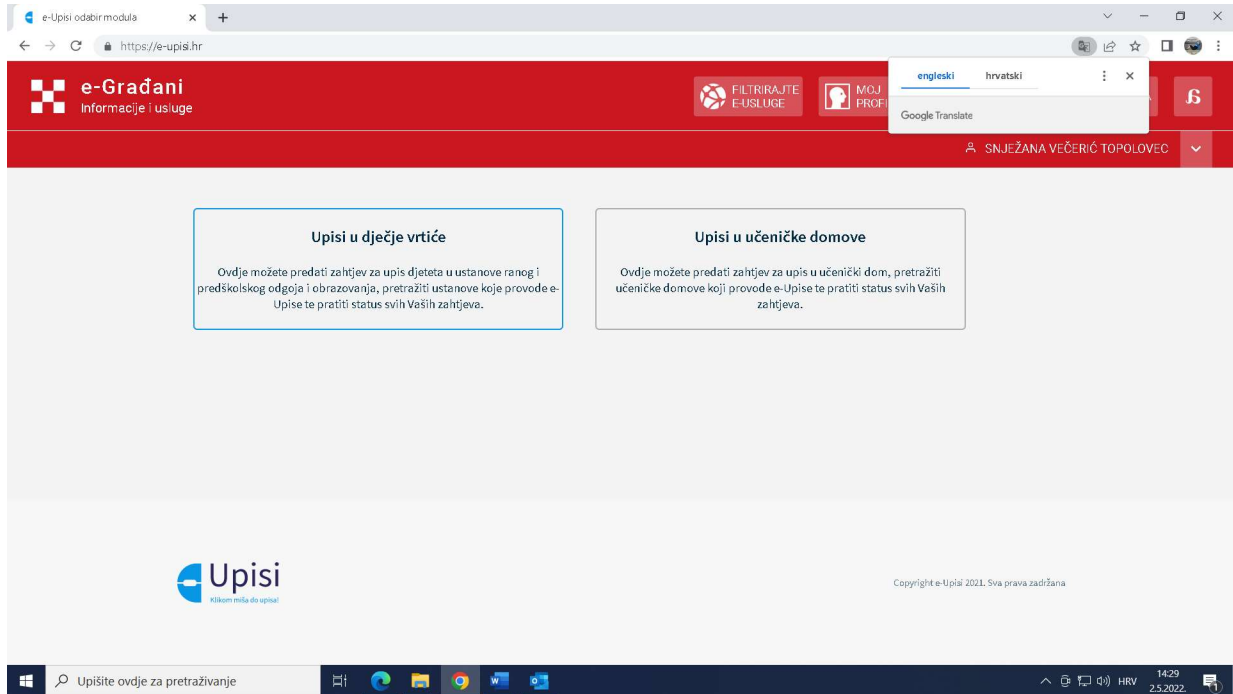 e-Upisi odabir modula
https://e-upisi.hr
e-Građani
Informacije i usluge
FILTRIRAJTE
E-USLUGE
MOJ
PROFI
engleski hrvatski
Google Translate
SNJEŽANA VEČERIĆ TOPOLOVEC
Upisi u dječje vrtiće
Ovdje možete predati zahtjev za upis djeteta u ustanove ranog i
predškolskog odgoja i obrazovanja, pretražiti ustanove koje provode e-
Upise te pratiti status svih Vaših zahtjeva.
Upisi u učeničke domove
Ovdje možete predati zahtjev za upis u učenički dom, pretražiti
učeničke domove koji provode e-Upise te pratiti status svih Vaših
zahtjeva.
Upisi
Klikom miša do upisa!
Copyright e-Upisi 2021. Sva prava zadržana
Upišite ovdje za pretraživanje
HRV
14:29
2.5.2022.